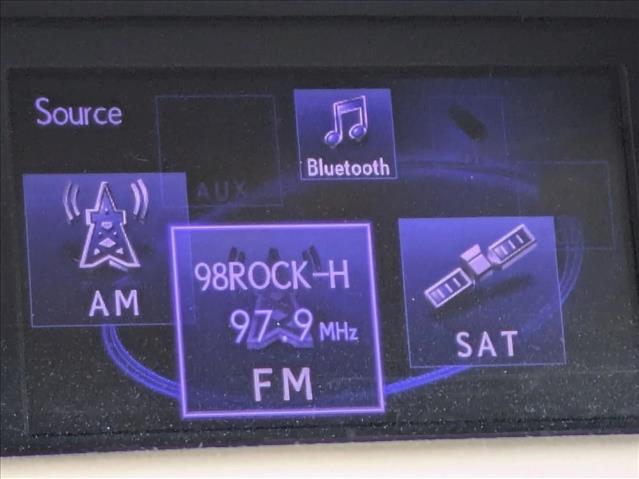 Source
Bluetooth
AUX
AM
98ROCK-H
97.9 MHz
FM
SAT